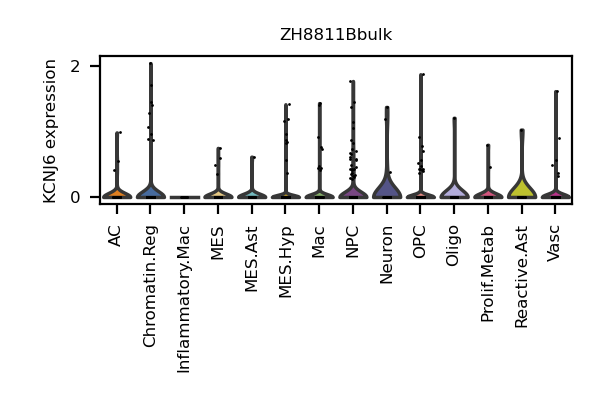 ZH8811Bbulk
KCNJ6 expression
2
0
AC
Chromatin.Reg
Inflammatory.Mac
MES
MES.Ast
MES.Hyp
Mac
NPC
Neuron
OPC
Oligo
Prolif.Metab
Reactive.Ast
Vasc